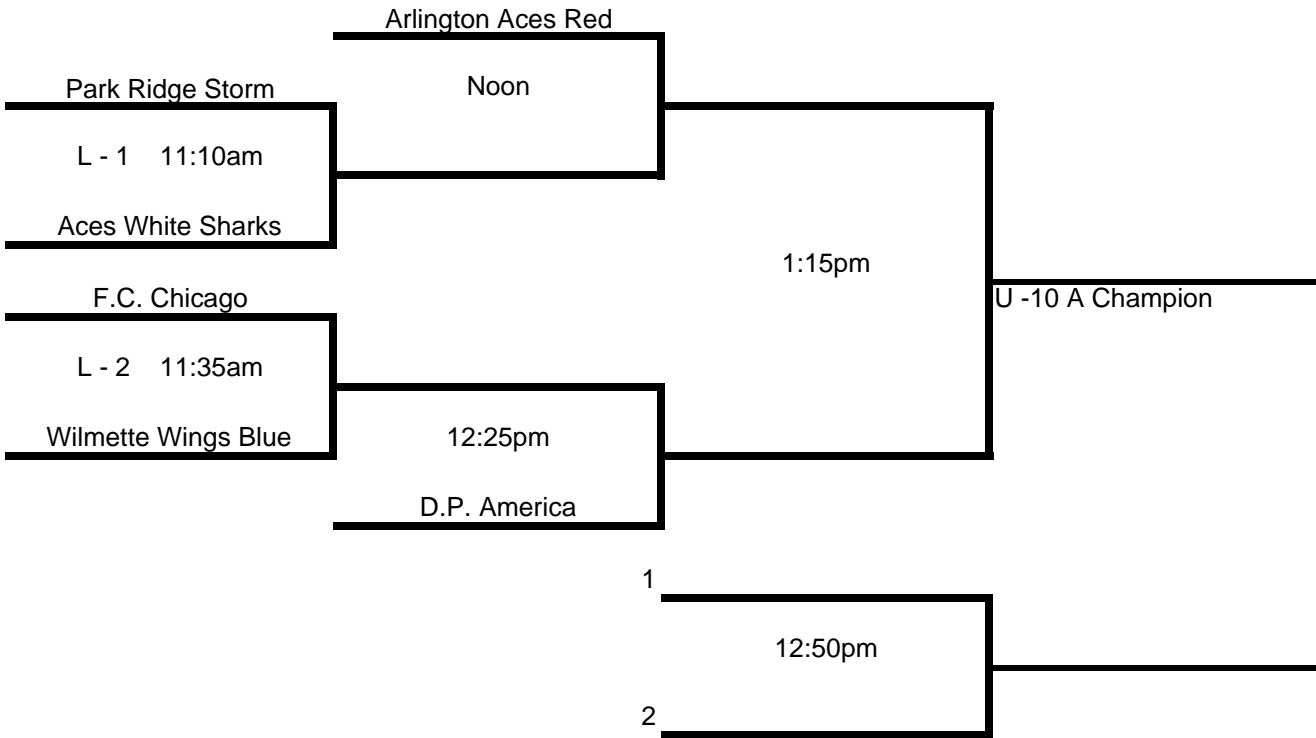 Arlington Aces Red
Park Ridge Storm
Noon
L - 1 11:10am
Aces White Sharks
1:15pm
F.C. Chicago
U -10 A Champion
L - 2 11:35am
Wilmette Wings Blue
12:25pm
D.P. America
1
12:50pm
2